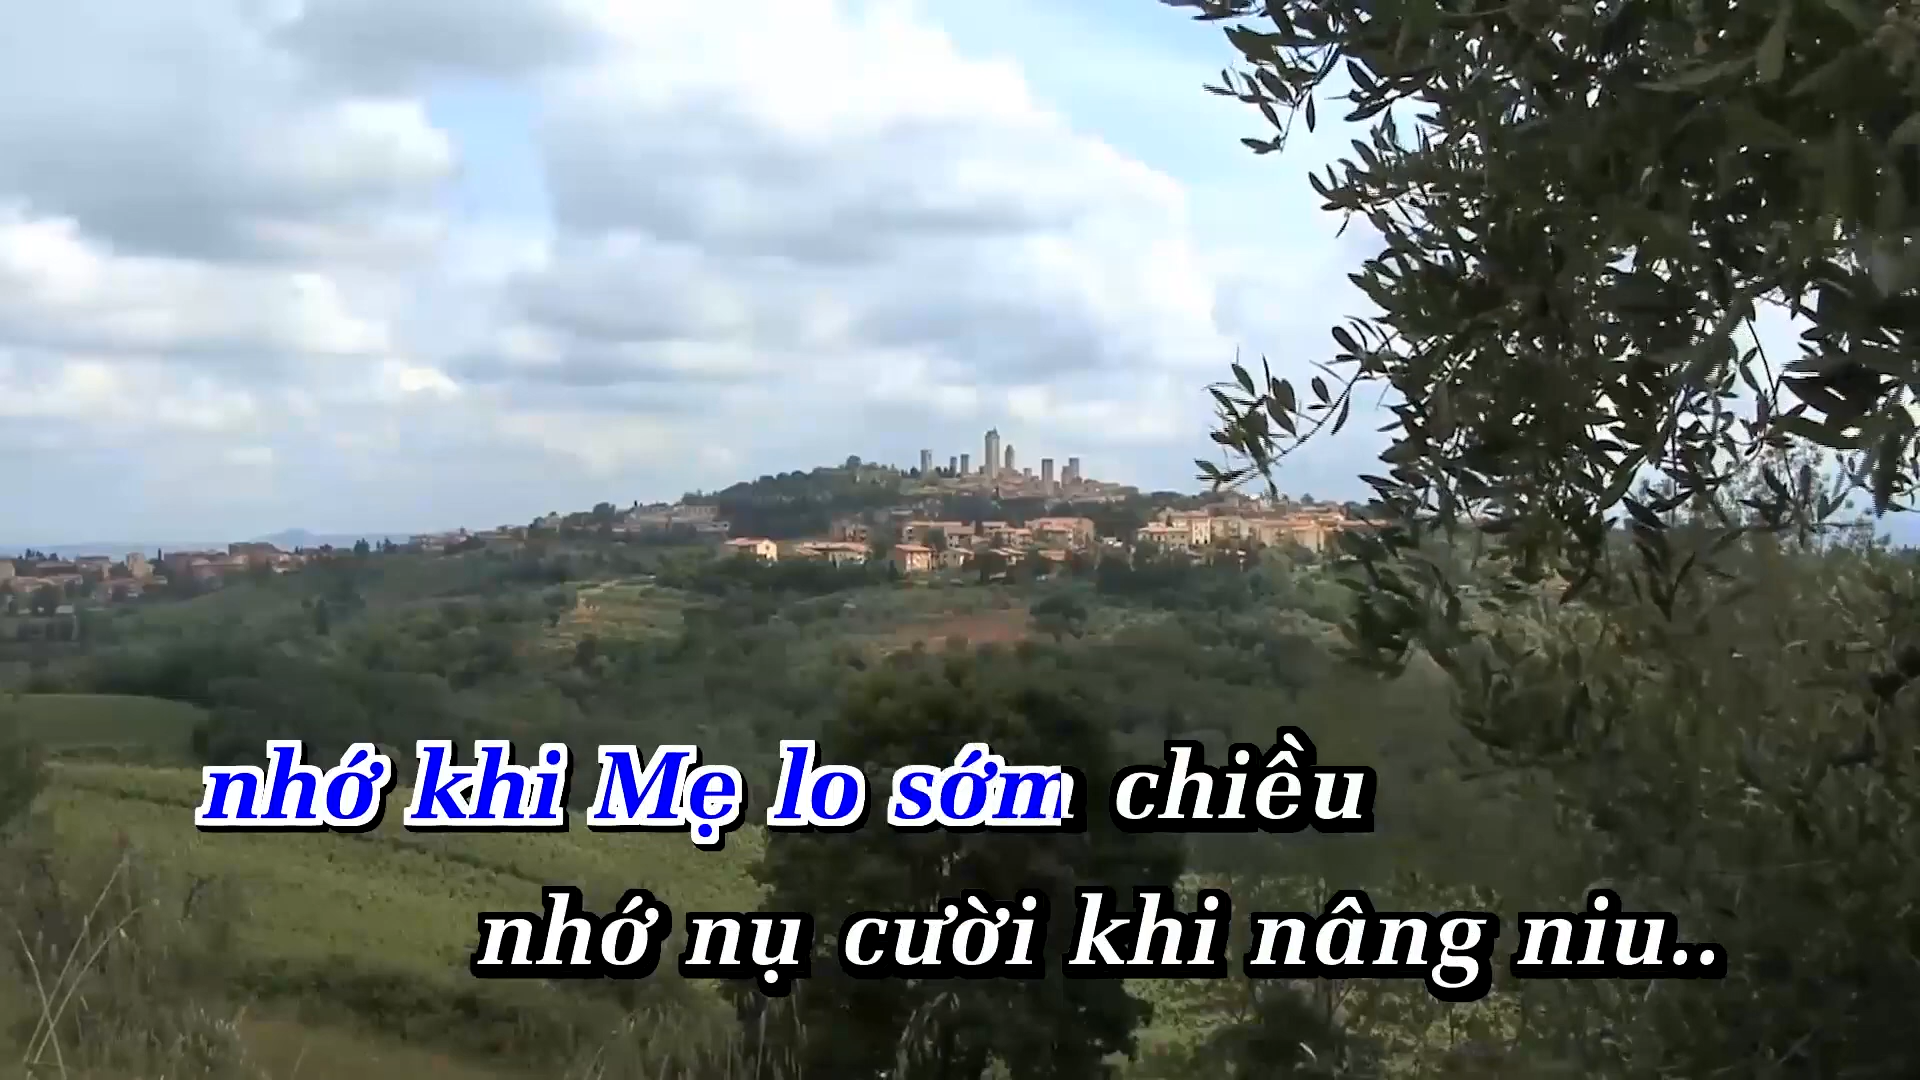 nhớ khi Mẹ lo sớm chiều
nhớ nụ cười khi nâng niu..